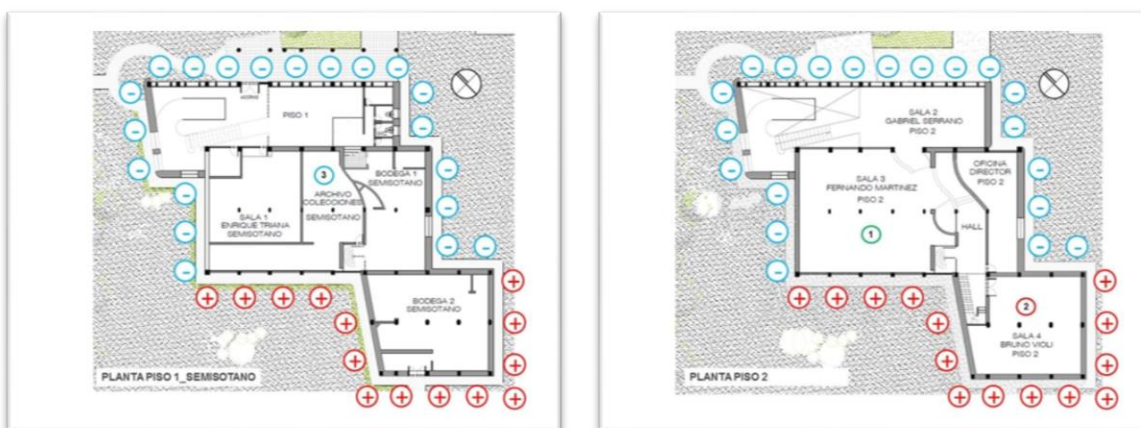 ACCESO
PISO 1
3
ARCHIVO
COLECCIONES
SEMISOTANO
BODEGA 1
SEMISOTANO
SALA 1
ENRIQUE TRIANA
SEMISOTANO
BODEGA 2
SEMISOTANO
PLANTA PISO 1_SEMISOTANO
SALA 2
GABRIEL SERRANO
PISO 2
OFICINA
DIRECTOR
PISO 2
SALA 3
FERNANDO MARTINEZ
PISO 2
1
HALL
2
SALA 4
BRUNO VIOLI
PISO 2
PLANTA PISO 2